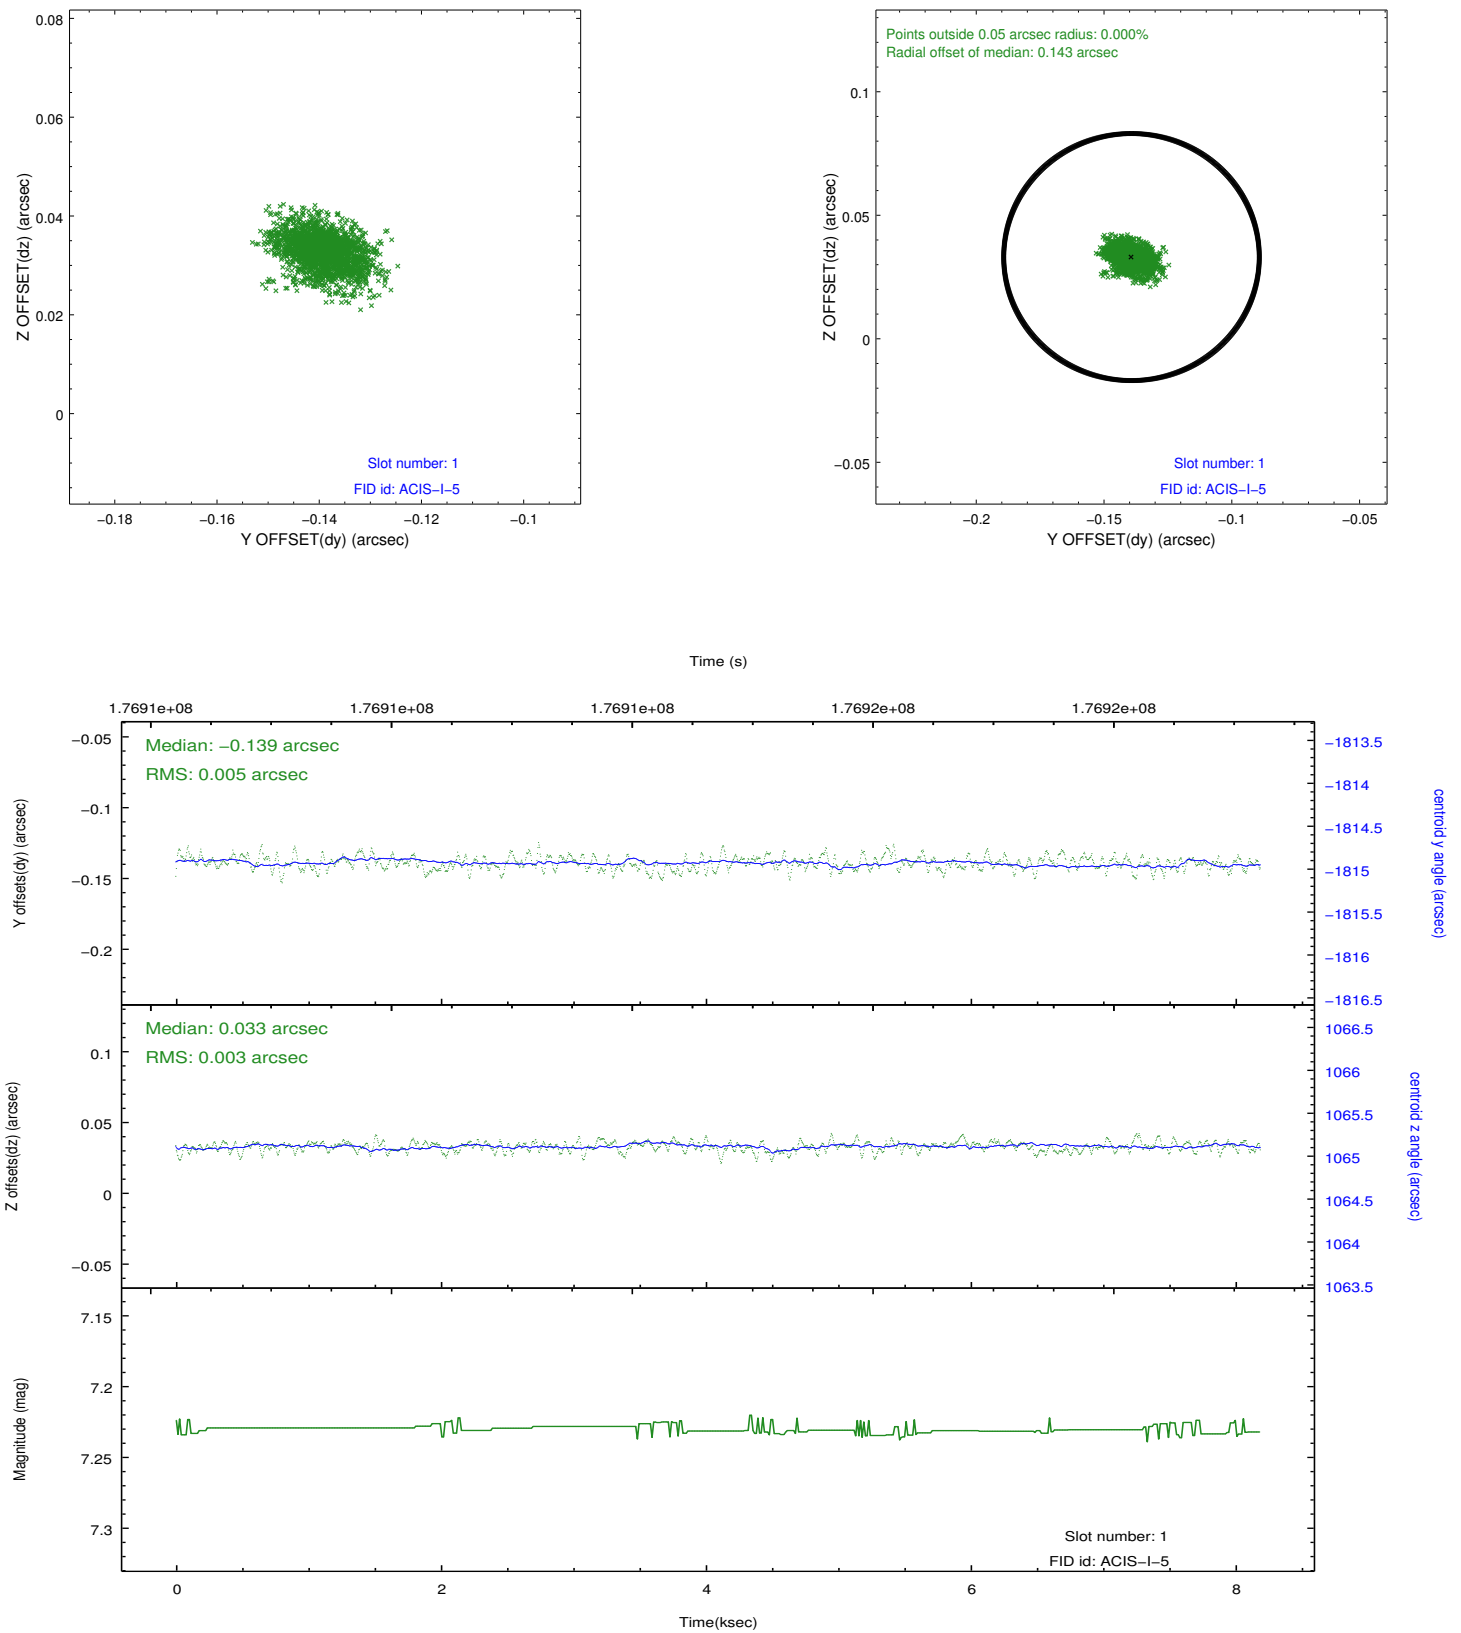 0.08
0.06
0.04
0.02
0
Z OFFSET(dz) (arcsec)
Slot number: 1
FID id: ACIS−I−5
−0.18 −0.16 −0.14 −0.12 −0.1
Y OFFSET(dy) (arcsec)
Points outside 0.05 arcsec radius: 0.000%
Radial offset of median: 0.143 arcsec
0.1
0.05
0
−0.05
Z OFFSET(dz) (arcsec)
Slot number: 1
FID id: ACIS−I−5
−0.2 −0.15 −0.1 −0.05
Y OFFSET(dy) (arcsec)
Time (s)
1.7691e+08 1.7691e+08 1.7691e+08 1.7692e+08 1.7692e+08
Median: −0.139 arcsec
RMS: 0.005 arcsec
−0.05
−0.1
−0.15
−0.2
Y offsets(dy) (arcsec)
−1813.5
−1814
−1814.5
−1815
−1815.5
−1816
−1816.5
centroid y angle (arcsec)
Median: 0.033 arcsec
RMS: 0.003 arcsec
0.1
0.05
0
−0.05
Z offsets(dz) (arcsec)
1066.5
1066
1065.5
1065
1064.5
1064
1063.5
centroid z angle (arcsec)
7.15
7.2
7.25
7.3
Magnitude (mag)
Slot number: 1
FID id: ACIS−I−5
0 2 4 6 8
Time(ksec)